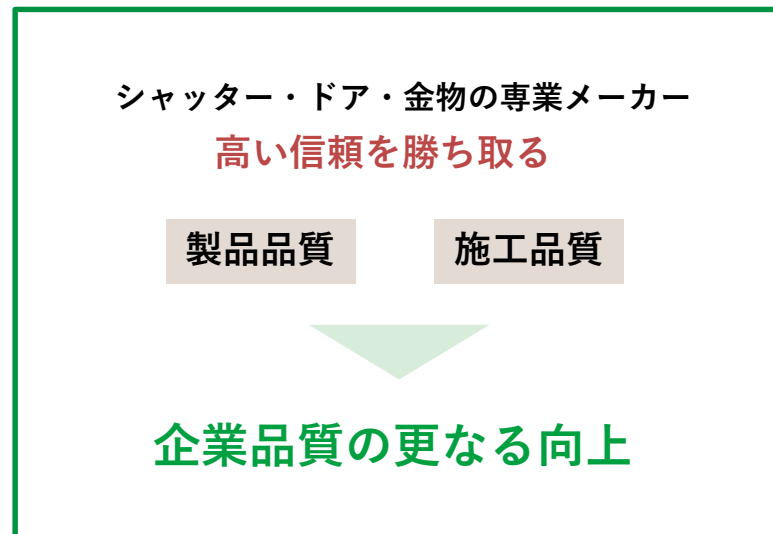 シャッター・ドア・金物の専業メーカー
高い信頼を勝ち取る
製品品質 施工品質
企業品質の更なる向上